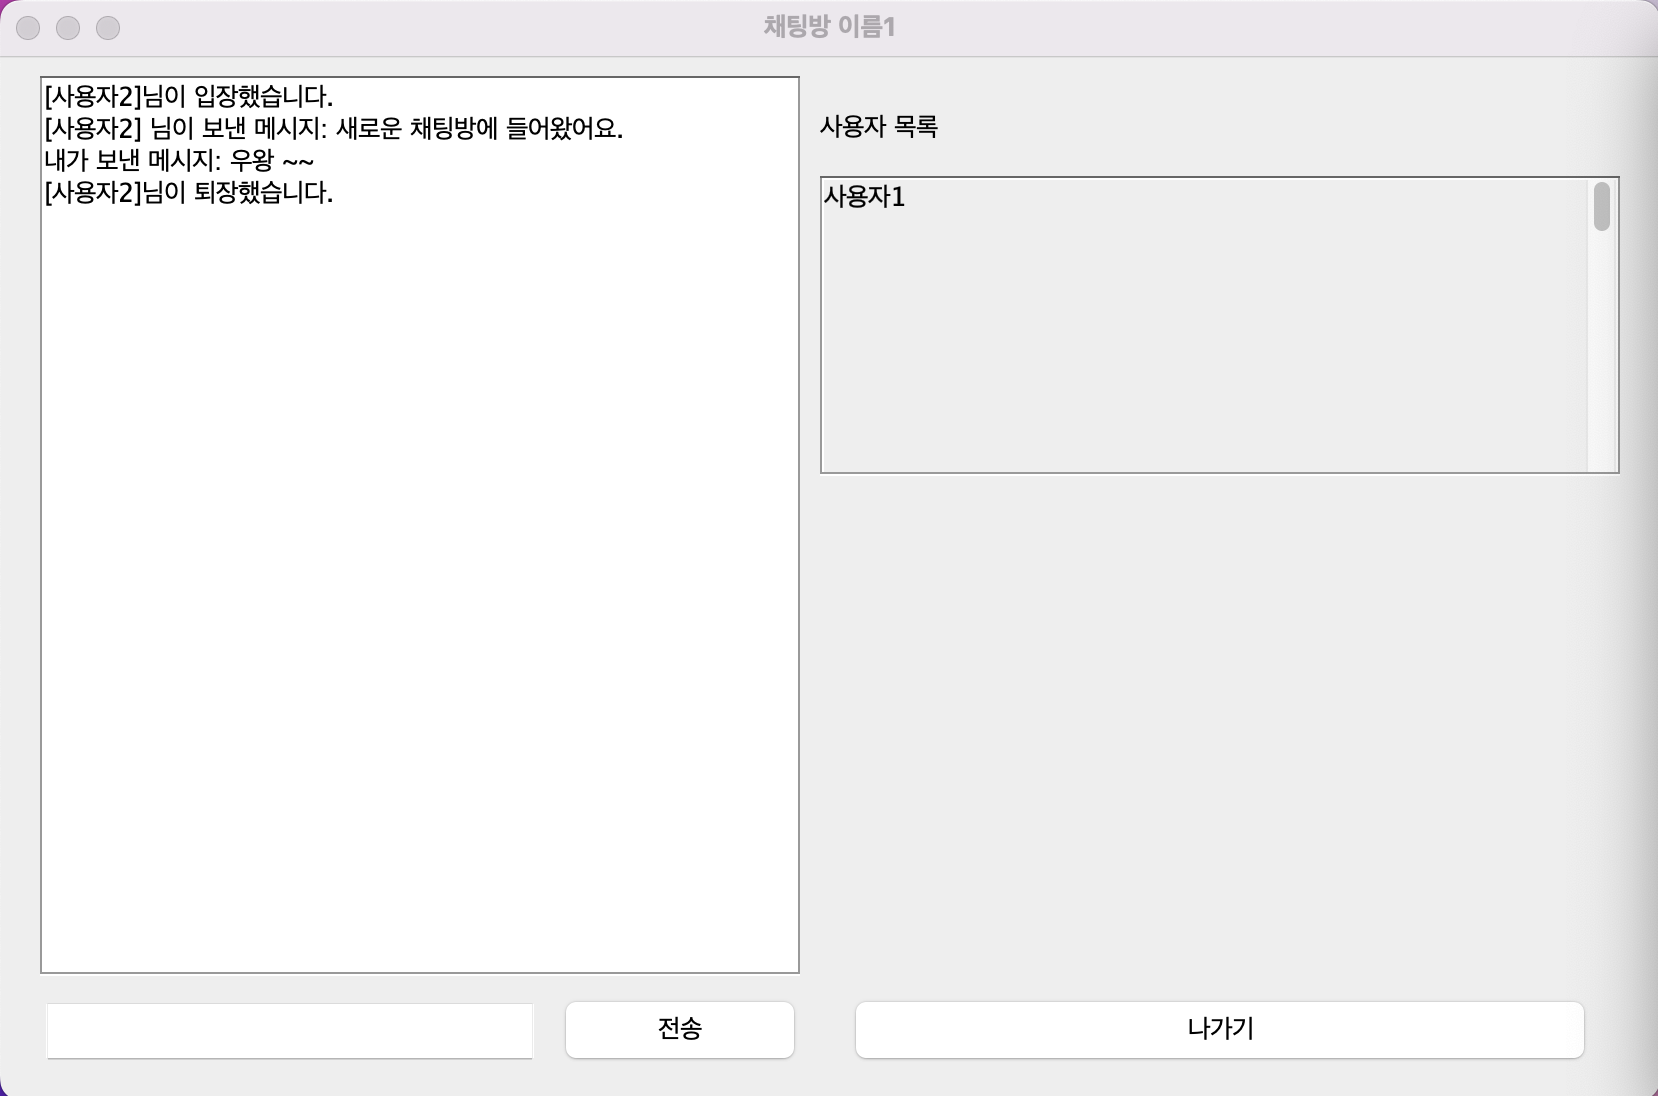 채팅방 이름1
[사용자2]님이 입장했습니다.
[사용자2] 님이 보낸 메시지: 새로운 채팅방에 들어왔어요.
내가 보낸 메시지: 우왕 ~~
[사용자2]님이 퇴장했습니다.
사용자 목록
사용자1
전송
나가기